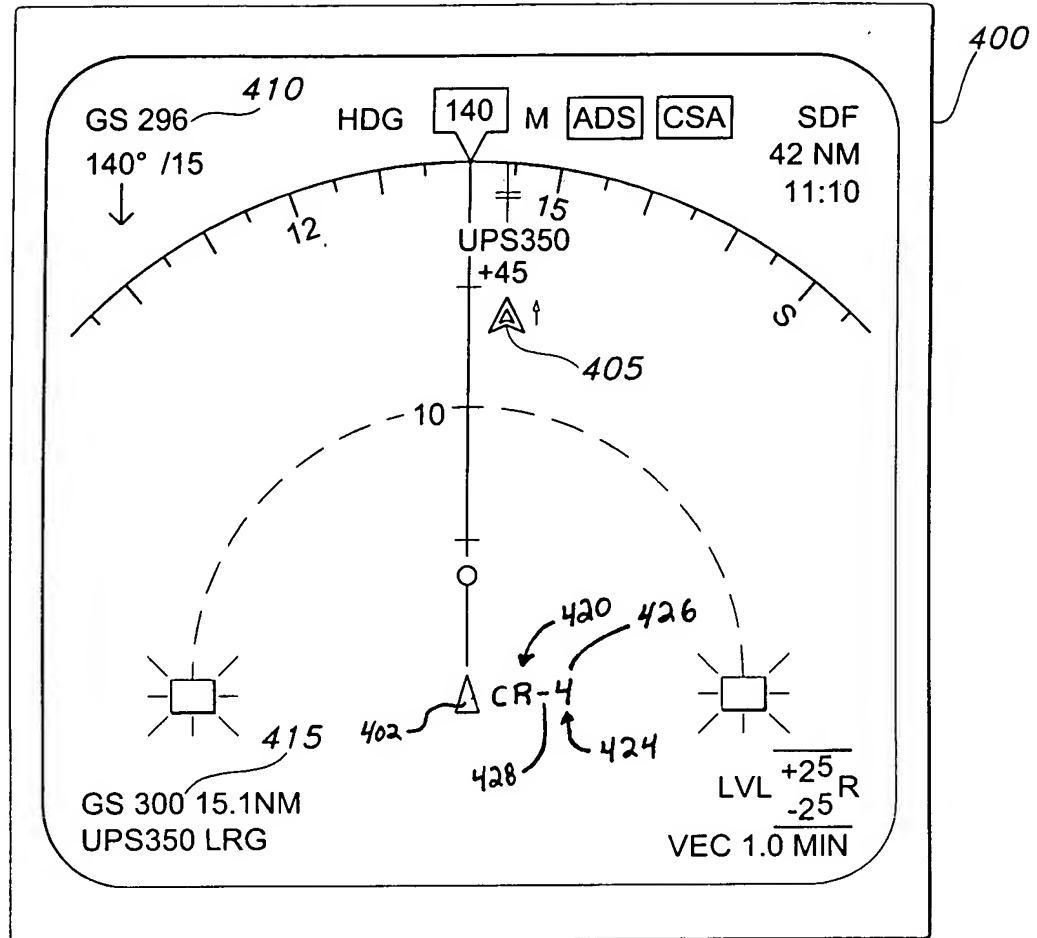 400
410
GS 296
HDG 140 M ADS CSA
SDF
140° /15
42 NM
11:10
12
15
S
UPS350
+45
405
10
420
426
CR-4
402
428
424
415
GS 300 15.1NM
UPS350 LRG
LVL +25 R
-25
VEC 1.0 MIN